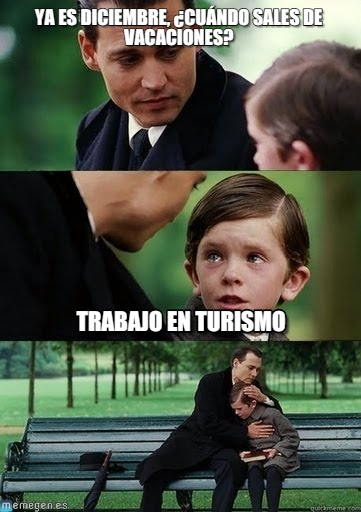 YA ES DICIEMBRE, ¿CUÁNDO SALES DE
VACACIONES?
TRABAJO EN TURISMO
memegen.es
quickmeme.com